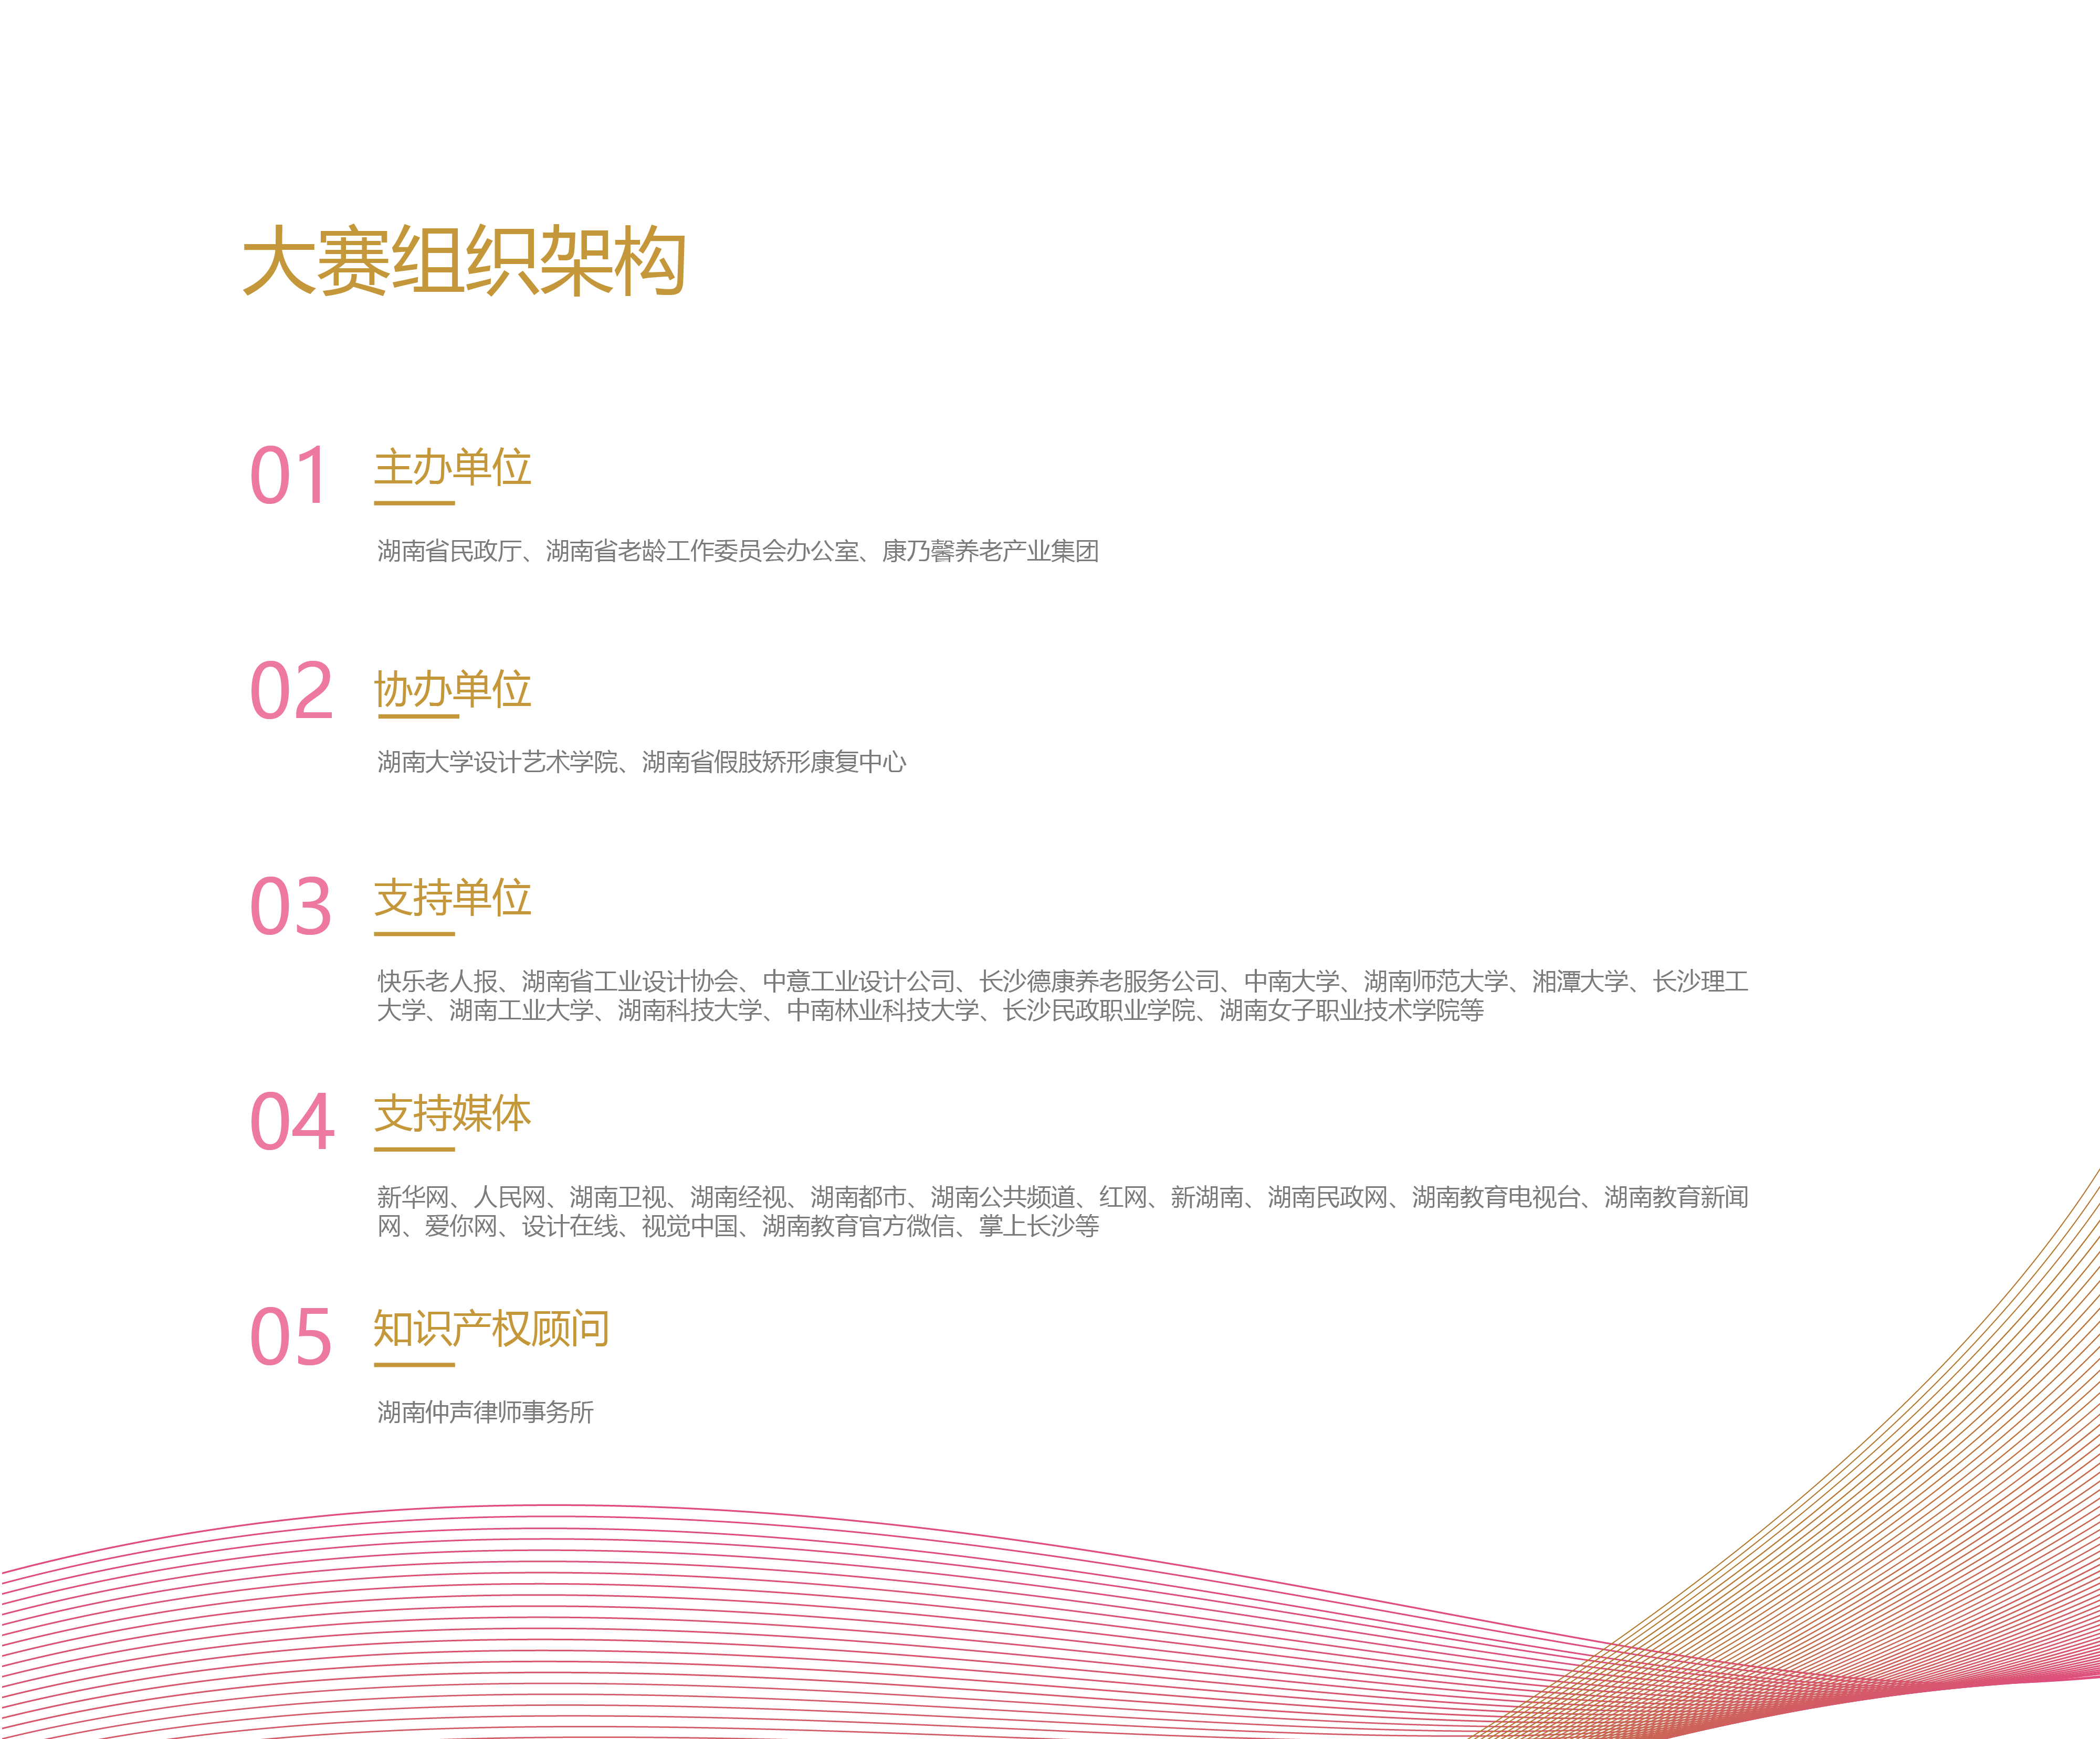 大赛组织架构
01 主办单位
湖南省民政厅、湖南省老龄工作委员会办公室、康乃馨养老产业集团
02 协办单位
湖南大学设计艺术学院、湖南省假肢矫形康复中心
03 支持单位
快乐老人报、湖南省工业设计协会、中意工业设计公司、长沙德康养老服务公司、中南大学、湖南师范大学、湘潭大学、长沙理工
大学、湖南工业大学、湖南科技大学、中南林业科技大学、长沙民政职业学院、湖南女子职业技术学院等
04 支持媒体
新华网、人民网、湖南卫视、湖南经视、湖南都市、湖南公共频道、红网、新湖南、湖南民政网、湖南教育电视台、湖南教育新闻
网、爱你网、设计在线、视觉中国、湖南教育官方微信、掌上长沙等
05 知识产权顾问
湖南仲声律师事务所